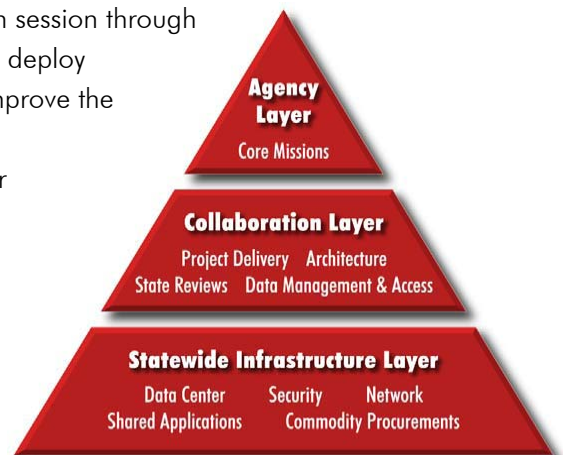 n session through
deploy
mprove the
r
Agency
Layer
Core Missions
Collaboration Layer
Project Delivery Architecture
State Reviews Data Management & Access
Statewide Infrastructure Layer
Data Center Security Network
Shared Applications Commodity Procurements